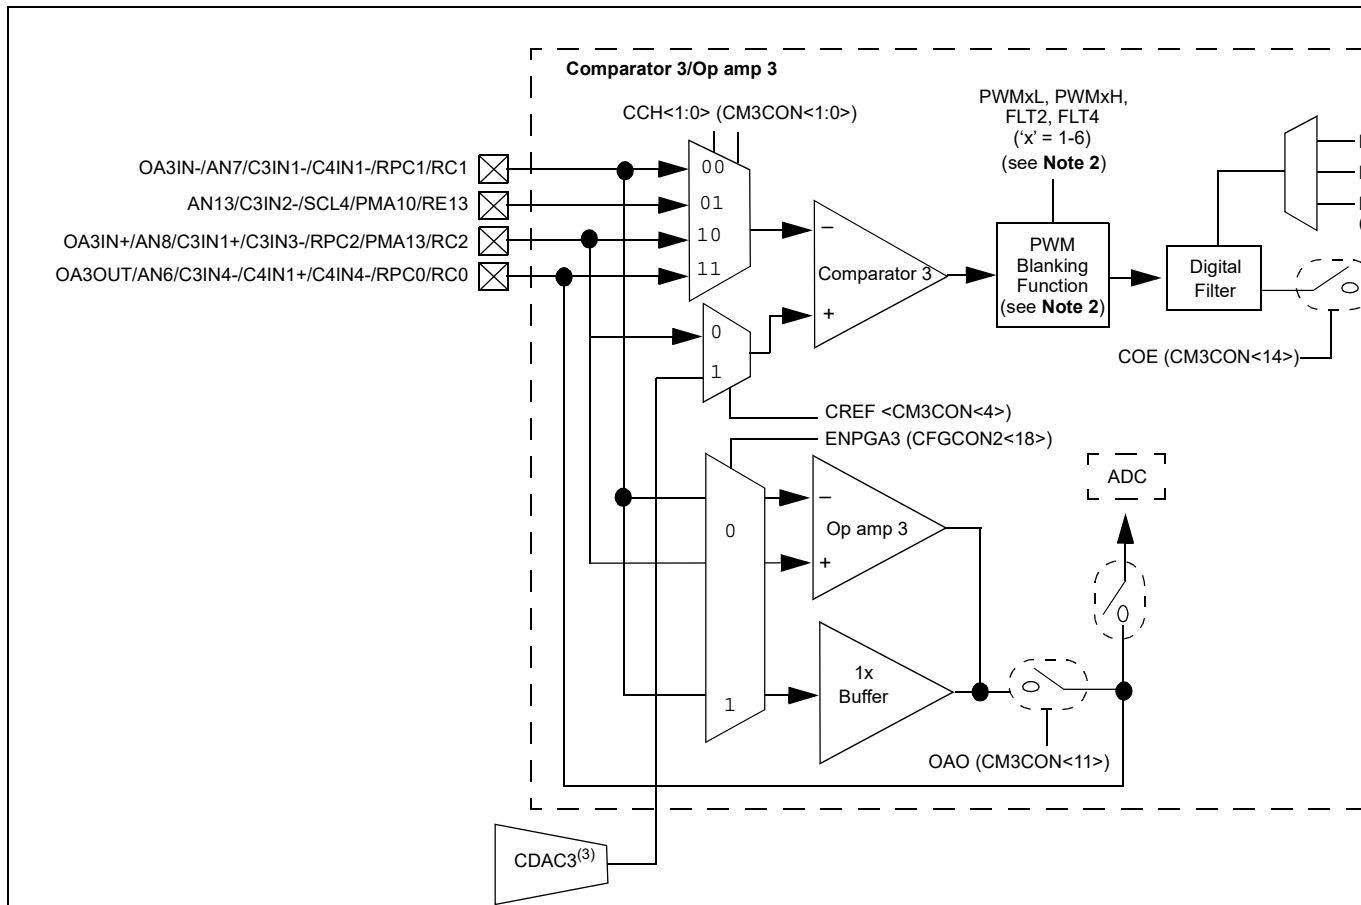 Comparator 3/Op amp 3
CCH<1:0> (CM3CON<1:0>)
PWMxL, PWMxH,
FLT2, FLT4
('x' = 1-6)
(see Note 2)
OA3IN-/AN7/C3IN1-/C4IN1-/RPC1/RC1
AN13/C3IN2-/SCL4/PMA10/RE13
OA3IN+/AN8/C3IN1+/C3IN3-/RPC2/PMA13/RC2
OA3OUT/AN6/C3IN4-/C4IN1+/C4IN4-/RPC0/RC0
00
01
10
11
–
Comparator 3
+
PWM
Blanking
Function
(see Note 2)
Digital
Filter
0
1
COE (CM3CON<14>)
CREF <CM3CON<4>)
ENPGA3 (CFGCON2<18>)
ADC
0
1
–
Op amp 3
+
1x
Buffer
OAO (CM3CON<11>)
CDAC3(3)